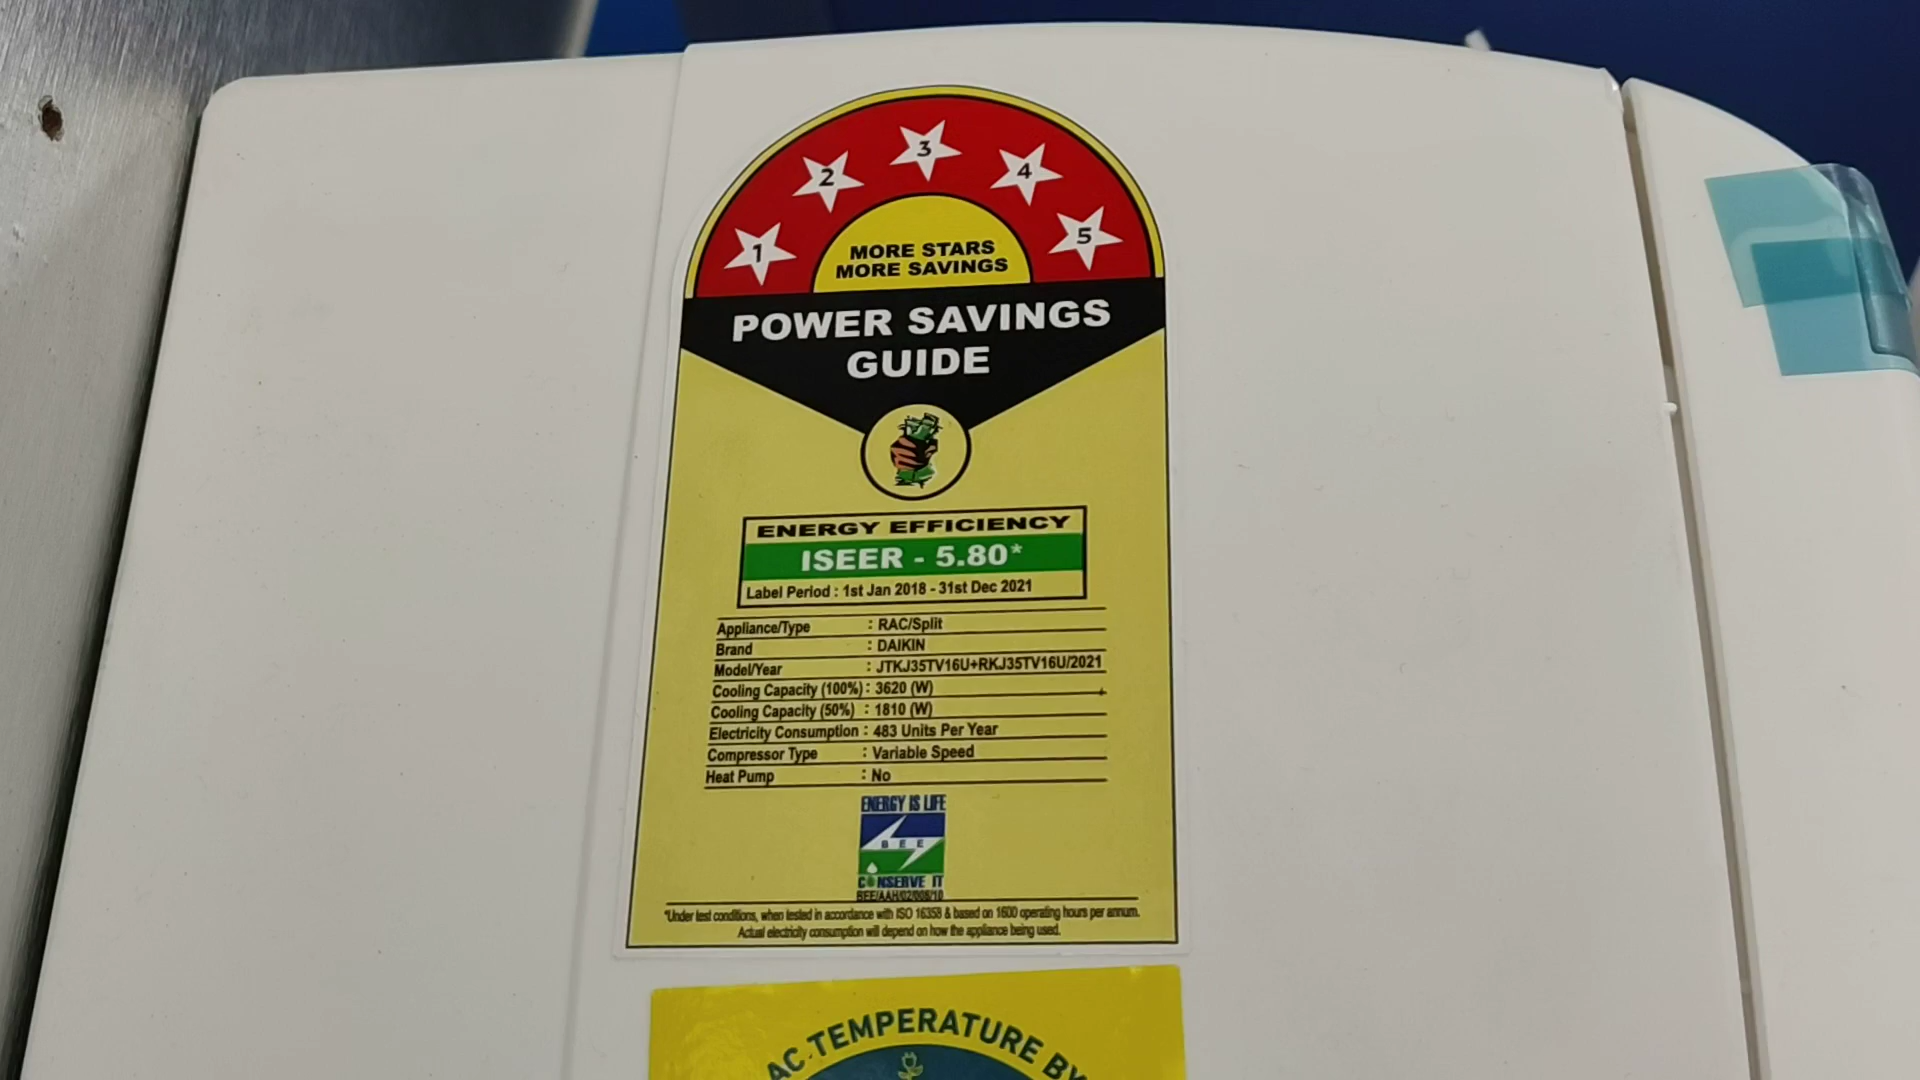 1 2 3 4 5
MORE STARS
MORE SAVINGS
POWER SAVINGS
GUIDE
ENERGY EFFICIENCY
ISEER - 5.80*
Label Period : 1st Jan 2018 - 31st Dec 2021
Appliance/Type : RAC/Split
Brand : DAIKIN
Model/Year : JTKJ35TV16U+RKJ35TV16U/2021
Cooling Capacity (100%) : 3620 (W)
Cooling Capacity (50%) : 1810 (W)
Electricity Consumption : 483 Units Per Year
Compressor Type : Variable Speed
Heat Pump : No
ENERGY IS LIFE
BEE
CONSERVE IT
*Under test conditions, when tested in accordance with ISO 16358 & based on 1600 operating hours per annum.
Actual electricity consumption will depend on how the appliance being used.
AC TEMPERATURE BY